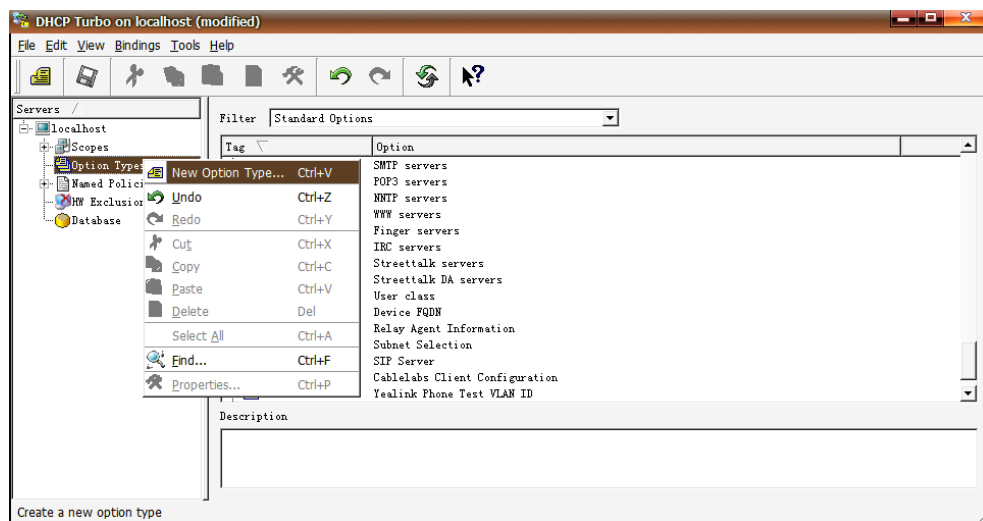 DHCP Turbo on localhost (modified)
File Edit View Bindings Tools Help
Servers
localhost
Scopes
Option Types
Named Polici
HW Exclusion
Database
Filter Standard Options
Tag Option
SMTP servers
POP3 servers
NNTP servers
WWW servers
Finger servers
IRC servers
Streettalk servers
Streettalk DA servers
User class
Device FQDN
Relay Agent Information
Subnet Selection
SIP Server
Cablelabs Client Configuration
Yealink Phone Test VLAN ID
New Option Type... Ctrl+V
Undo Ctrl+Z
Redo Ctrl+Y
Cut Ctrl+X
Copy Ctrl+C
Paste Ctrl+V
Delete Del
Select All Ctrl+A
Find... Ctrl+F
Properties... Ctrl+P
Description
Create a new option type